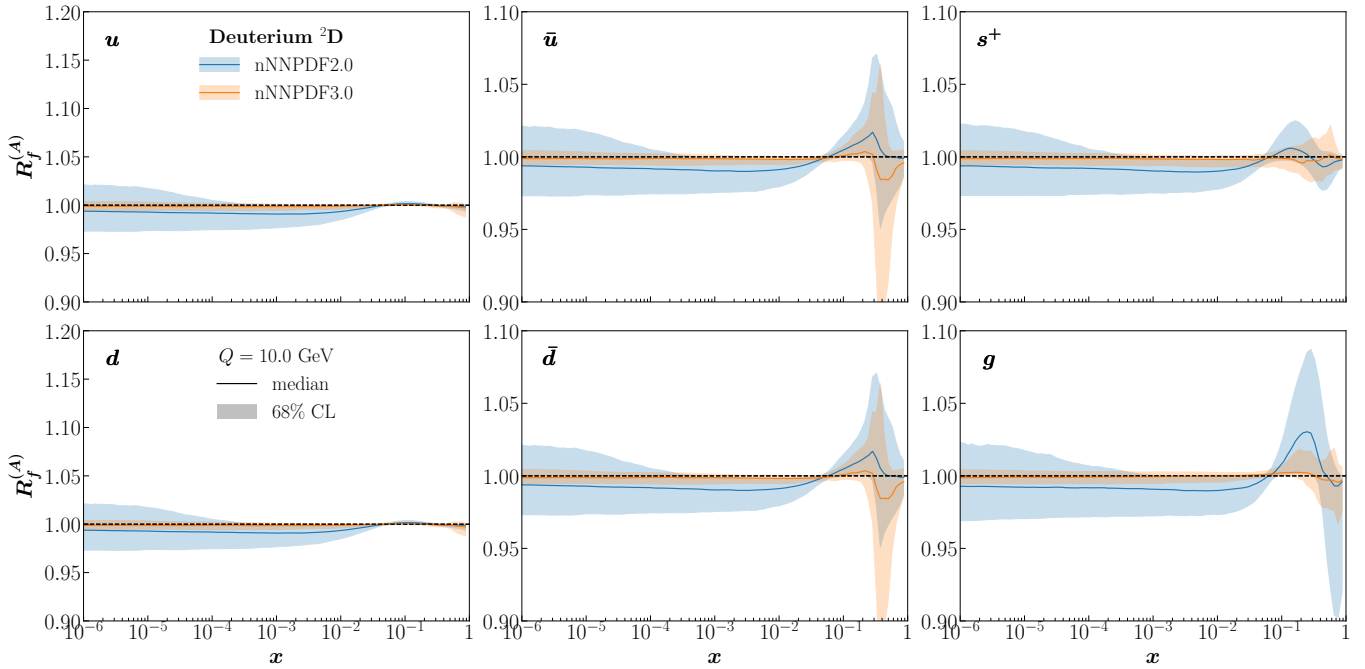 u
Deuterium ²D
nNNPDF2.0
nNNPDF3.0
R_f^(A)
1.20
1.15
1.10
1.05
1.00
0.95
0.90
ū
1.10
1.05
1.00
0.95
0.90
s⁺
1.10
1.05
1.00
0.95
0.90
d
Q = 10.0 GeV
median
68% CL
R_f^(A)
1.20
1.15
1.10
1.05
1.00
0.95
0.90
10⁻⁶ 10⁻⁵ 10⁻⁴ 10⁻³ 10⁻² 10⁻¹ 1
x
d̄
1.10
1.05
1.00
0.95
0.90
10⁻⁶ 10⁻⁵ 10⁻⁴ 10⁻³ 10⁻² 10⁻¹ 1
x
g
1.10
1.05
1.00
0.95
0.90
10⁻⁶ 10⁻⁵ 10⁻⁴ 10⁻³ 10⁻² 10⁻¹ 1
x